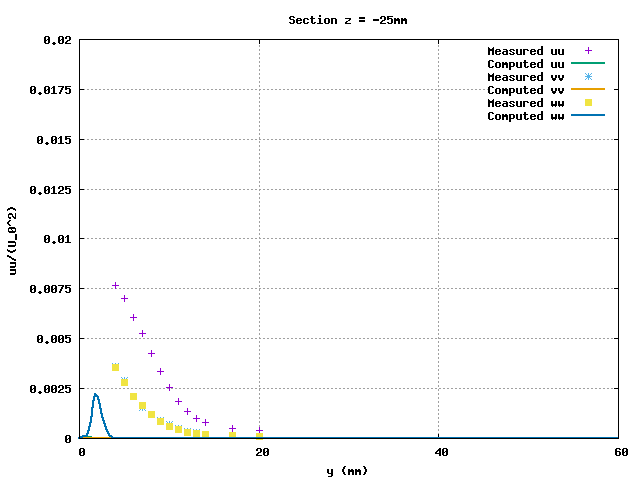 Section z = -25mm
0.02
0.0175
0.015
0.0125
0.01
0.0075
0.005
0.0025
0
uu/(U_0^2)
Measured uu
Computed uu
Measured vv
Computed vv
Measured ww
Computed ww
0 20 40 60
y (mm)